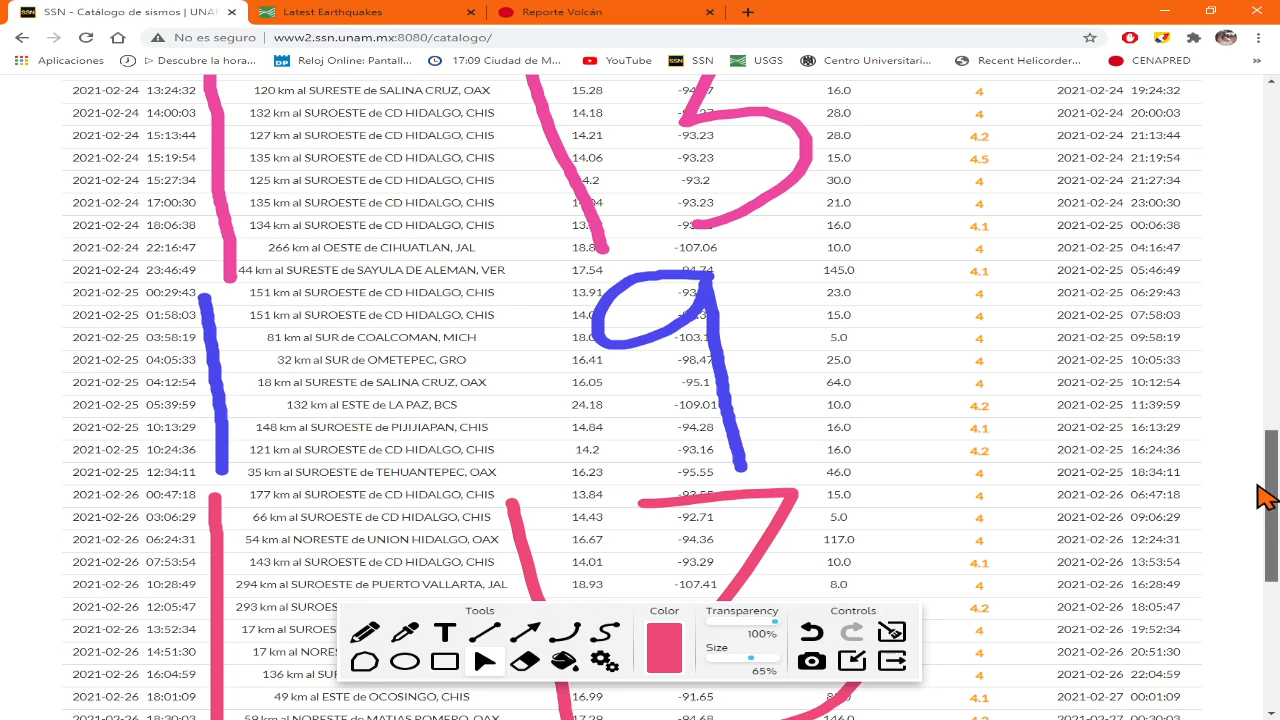 SSN - Catálogo de sismos | UNA
Latest Earthquakes
Reporte Volcán
No es seguro | www2.ssn.unam.mx:8080/catalogo/
Aplicaciones ▷ Descubre la hora... Reloj Online: Pantall... 17:09 Ciudad de M... YouTube SSN USGS Centro Universitari... Recent Helicorder... CENAPRED »
2021-02-24 13:24:32 120 km al SURESTE de SALINA CRUZ, OAX 15.28 16.0 4 2021-02-24 19:24:32
2021-02-24 14:00:03 132 km al SUROESTE de CD HIDALGO, CHIS 14.18 28.0 4 2021-02-24 20:00:03
2021-02-24 15:13:44 127 km al SUROESTE de CD HIDALGO, CHIS 14.21 -93.23 28.0 4.2 2021-02-24 21:13:44
2021-02-24 15:19:54 135 km al SUROESTE de CD HIDALGO, CHIS 14.06 -93.23 15.0 4.5 2021-02-24 21:19:54
2021-02-24 15:27:34 125 km al SUROESTE de CD HIDALGO, CHIS 14.2 -93.2 30.0 4 2021-02-24 21:27:34
2021-02-24 17:00:30 135 km al SUROESTE de CD HIDALGO, CHIS -93.23 21.0 4 2021-02-24 23:00:30
2021-02-24 18:06:38 134 km al SUROESTE de CD HIDALGO, CHIS 16.0 4.1 2021-02-25 00:06:38
2021-02-24 22:16:47 266 km al OESTE de CIHUATLAN, JAL -107.06 10.0 4 2021-02-25 04:16:47
2021-02-24 23:46:49 44 km al SURESTE de SAYULA DE ALEMAN, VER 17.54 -94.74 145.0 4.1 2021-02-25 05:46:49
2021-02-25 00:29:43 151 km al SUROESTE de CD HIDALGO, CHIS 13.91 23.0 4 2021-02-25 06:29:43
2021-02-25 01:58:03 151 km al SUROESTE de CD HIDALGO, CHIS 15.0 4 2021-02-25 07:58:03
2021-02-25 03:58:19 81 km al SUR de COALCOMAN, MICH 5.0 4 2021-02-25 09:58:19
2021-02-25 04:05:33 32 km al SUR de OMETEPEC, GRO 16.41 -98.47 25.0 4 2021-02-25 10:05:33
2021-02-25 04:12:54 18 km al SURESTE de SALINA CRUZ, OAX 16.05 -95.1 64.0 4 2021-02-25 10:12:54
2021-02-25 05:39:59 132 km al ESTE de LA PAZ, BCS 24.18 -109.01 10.0 4.2 2021-02-25 11:39:59
2021-02-25 10:13:29 148 km al SUROESTE de PIJIJIAPAN, CHIS 14.84 -94.28 16.0 4.1 2021-02-25 16:13:29
2021-02-25 10:24:36 121 km al SUROESTE de CD HIDALGO, CHIS 14.2 -93.16 16.0 4.2 2021-02-25 16:24:36
2021-02-25 12:34:11 35 km al SUROESTE de TEHUANTEPEC, OAX 16.23 -95.55 46.0 4 2021-02-25 18:34:11
2021-02-26 00:47:18 177 km al SUROESTE de CD HIDALGO, CHIS 13.84 -93.55 15.0 4 2021-02-26 06:47:18
2021-02-26 03:06:29 66 km al SUROESTE de CD HIDALGO, CHIS 14.43 -92.71 5.0 4 2021-02-26 09:06:29
2021-02-26 06:24:31 54 km al NORESTE de UNION HIDALGO, OAX 16.67 -94.36 117.0 4 2021-02-26 12:24:31
2021-02-26 07:53:54 143 km al SUROESTE de CD HIDALGO, CHIS 14.01 -93.29 10.0 4.1 2021-02-26 13:53:54
2021-02-26 10:28:49 294 km al SUROESTE de PUERTO VALLARTA, JAL 18.93 -107.41 8.0 4 2021-02-26 16:28:49
2021-02-26 12:05:47 293 km al 4.2 2021-02-26 18:05:47
2021-02-26 13:52:34 17 km al 4 2021-02-26 19:52:34
2021-02-26 14:51:30 17 km al 4 2021-02-26 20:51:30
2021-02-26 16:04:59 136 km al 4 2021-02-26 22:04:59
2021-02-26 18:01:09 49 km al ESTE de OCOSINGO, CHIS 16.99 -91.65 4.1 2021-02-27 00:01:09
58 km al NORESTE de MATIAS ROMERO, OAX
9
Tools Color Transparency Controls
100%
Size
65%